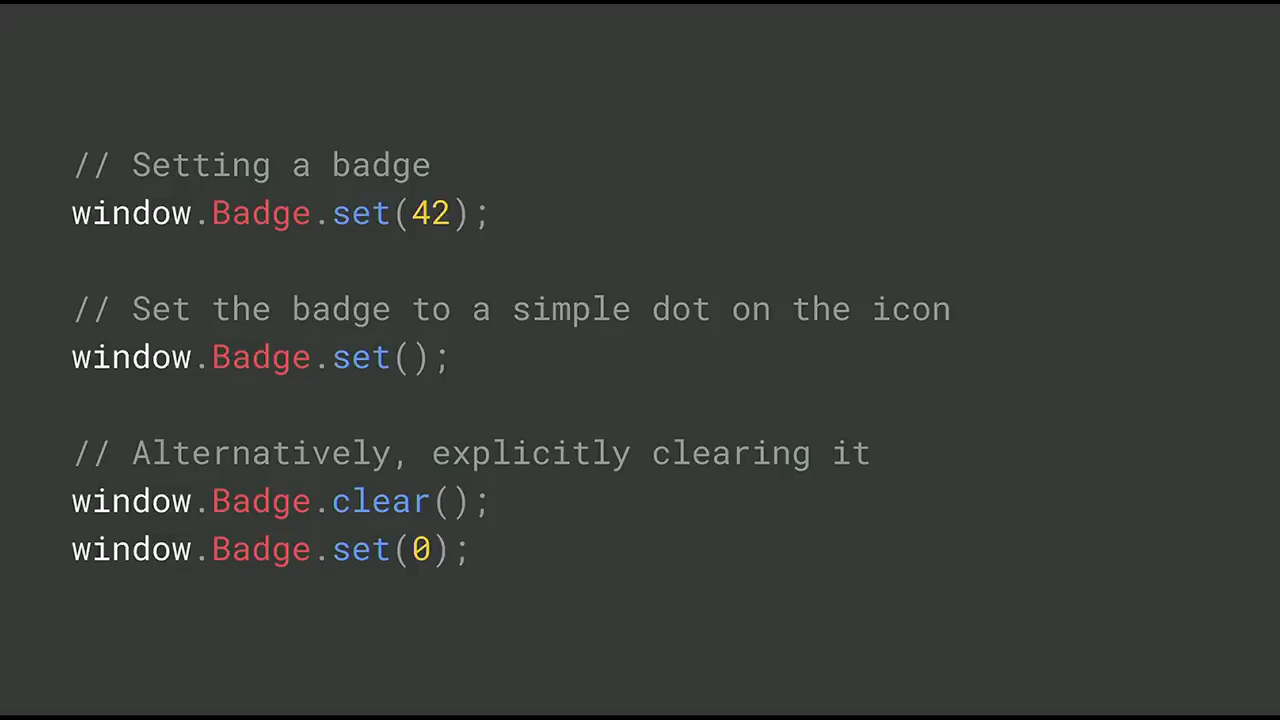 // Setting a badge
window.Badge.set(42);
// Set the badge to a simple dot on the icon
window.Badge.set();
// Alternatively, explicitly clearing it
window.Badge.clear();
window.Badge.set(0);